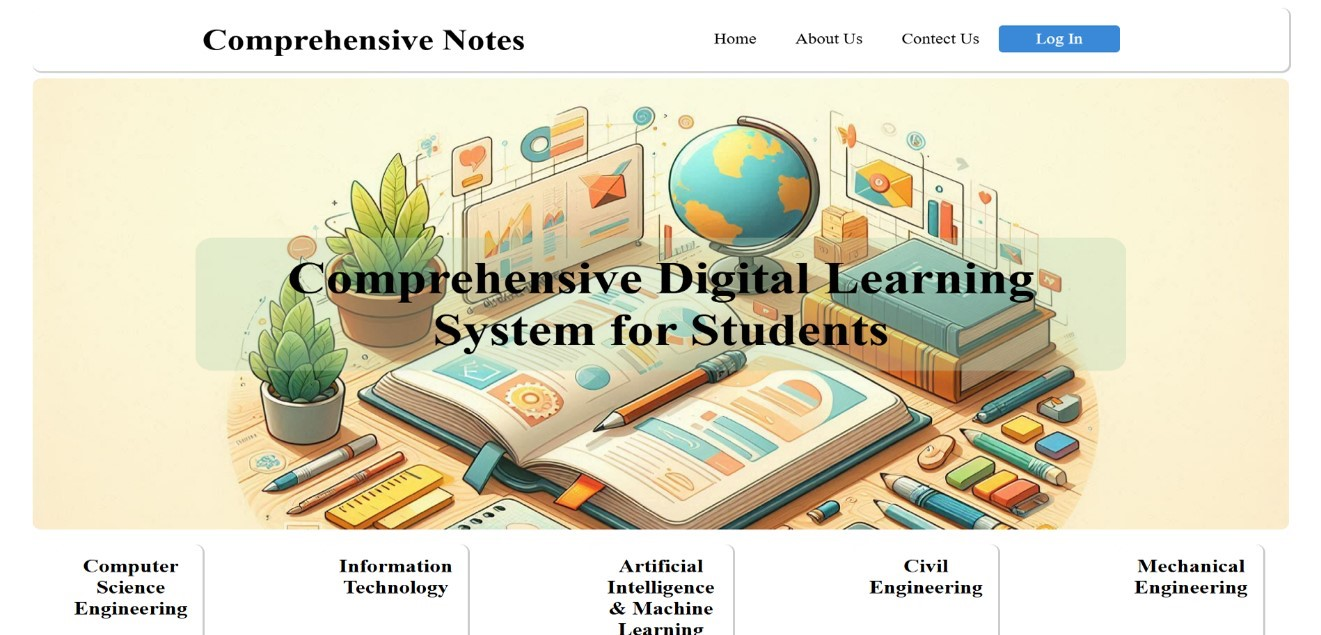 Comprehensive Notes
Home
About Us
Contect Us
Log In
Comprehensive Digital Learning
System for Students
Computer
Science
Engineering
Information
Technology
Artificial
Intelligence
& Machine
Learning
Civil
Engineering
Mechanical
Engineering